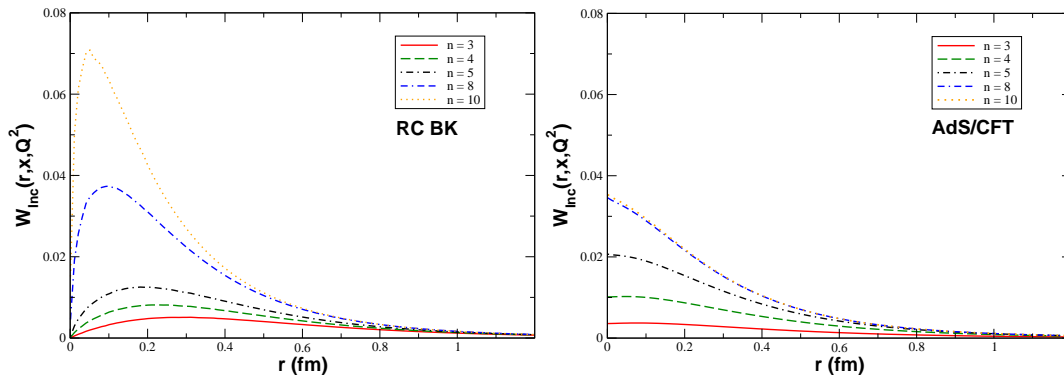 0.08
0.06
0.04
0.02
0
W_Inc(r,x,Q^2)
n = 3
n = 4
n = 5
n = 8
n = 10
RC BK
0 0.2 0.4 0.6 0.8 1
r (fm)
0.08
0.06
0.04
0.02
0
W_Inc(r,x,Q^2)
n = 3
n = 4
n = 5
n = 8
n = 10
AdS/CFT
0 0.2 0.4 0.6 0.8 1
r (fm)